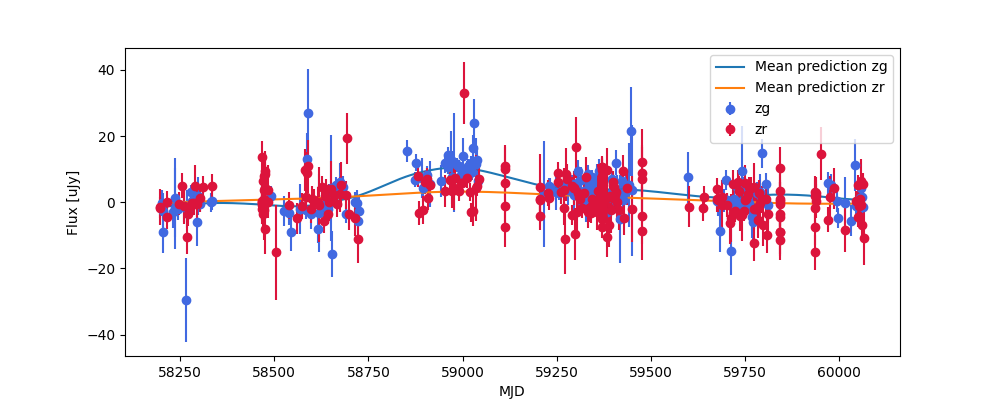 Flux [uJy]
40
20
0
−20
−40
58250
58500
58750
59000
59250
59500
59750
60000
MJD
Mean prediction zg
Mean prediction zr
zg
zr